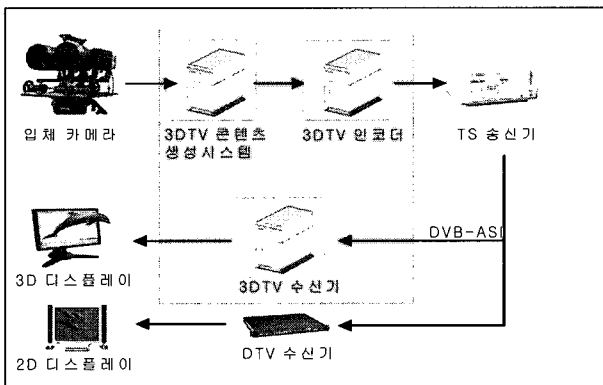 입체 카메라
3DTV 콘텐츠
생성시스템
3DTV 인코더
TS 송신기
DVB-ASI
3D 디스플레이
3DTV 수신기
2D 디스플레이
DTV 수신기